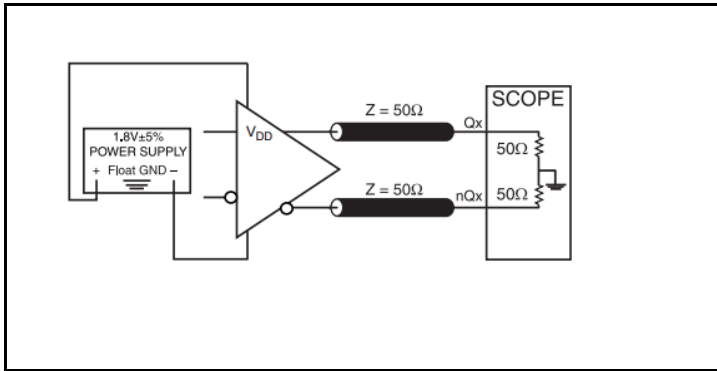 1.8V±5%
POWER SUPPLY
+ Float GND –
VDD
Z = 50Ω
Qx
Z = 50Ω
nQx
SCOPE
50Ω
50Ω